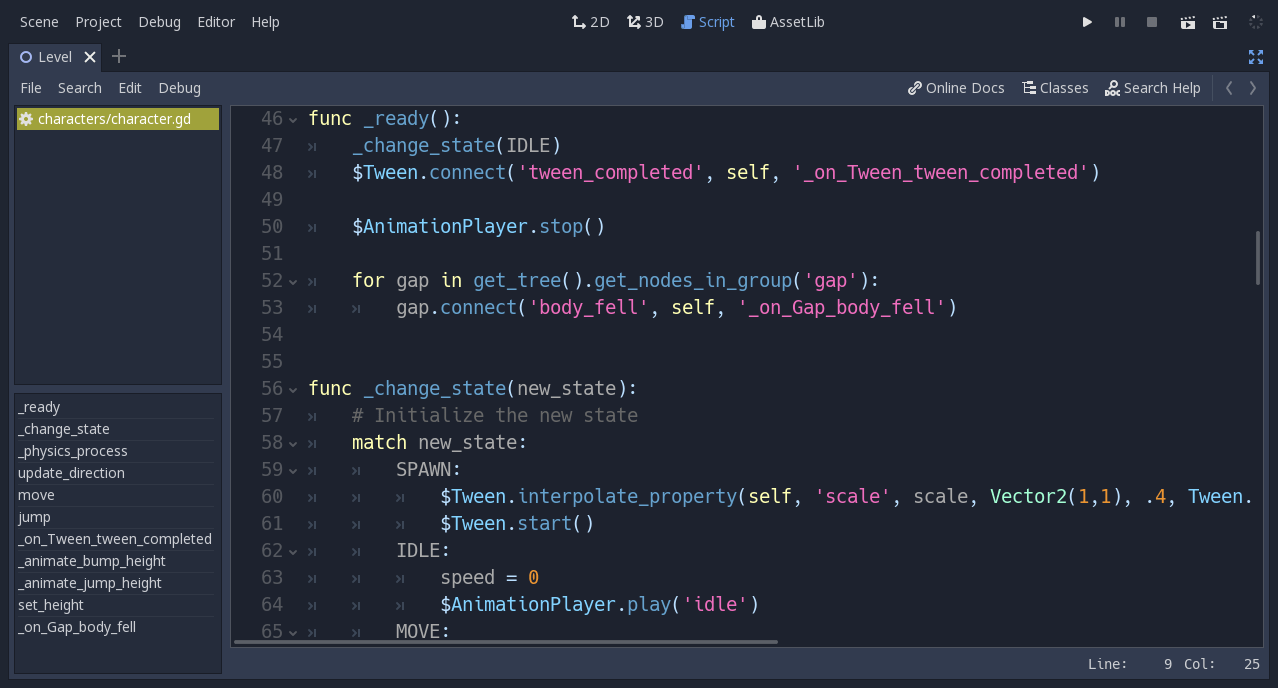 Scene Project Debug Editor Help 2D 3D Script AssetLib
Level
File Search Edit Debug Online Docs Classes Search Help
characters/character.gd
_ready
_change_state
_physics_process
update_direction
move
jump
_on_Tween_tween_completed
_animate_bump_height
_animate_jump_height
set_height
_on_Gap_body_fell
46 func _ready():
47 _change_state(IDLE)
48 $Tween.connect('tween_completed', self, '_on_Tween_tween_completed')
49
50 $AnimationPlayer.stop()
51
52 for gap in get_tree().get_nodes_in_group('gap'):
53 gap.connect('body_fell', self, '_on_Gap_body_fell')
54
55
56 func _change_state(new_state):
57 # Initialize the new state
58 match new_state:
59 SPAWN:
60 $Tween.interpolate_property(self, 'scale', scale, Vector2(1,1), .4, Tween.
61 $Tween.start()
62 IDLE:
63 speed = 0
64 $AnimationPlayer.play('idle')
65 MOVE:
Line: 9 Col: 25